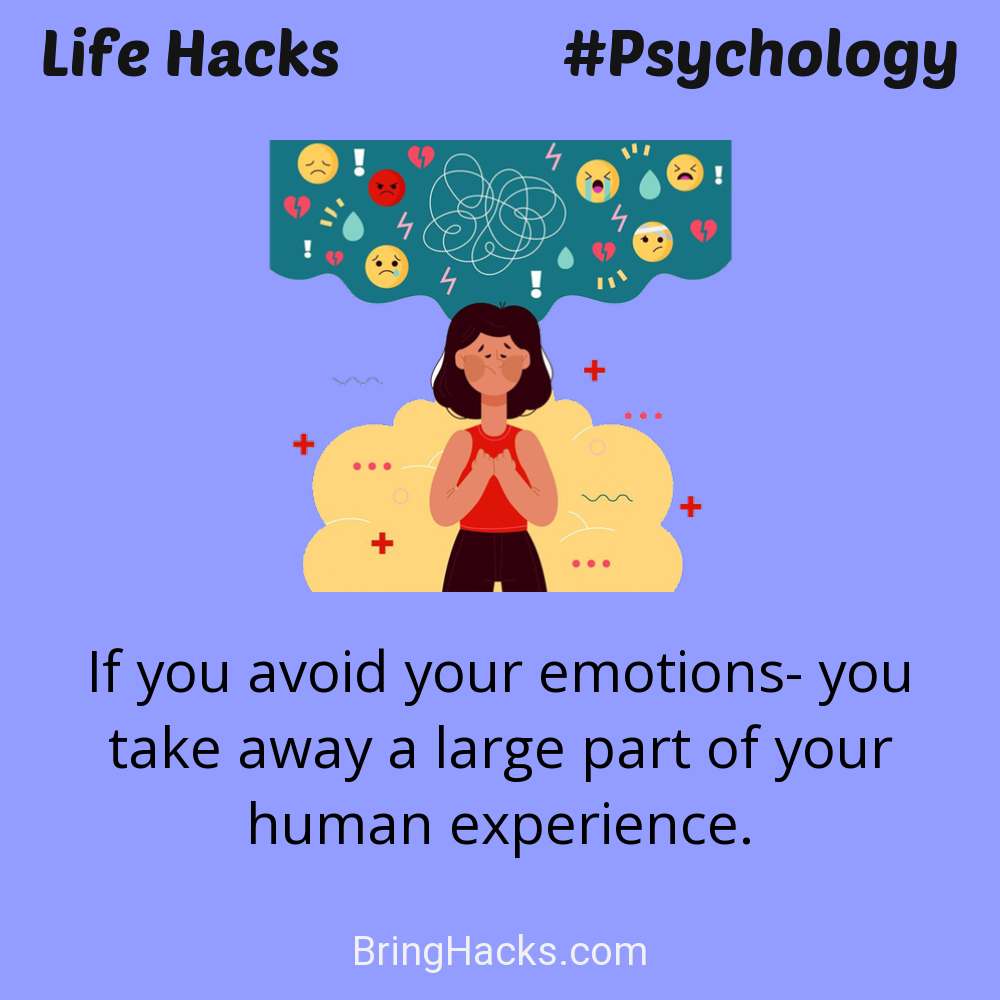 Life Hacks #Psychology
If you avoid your emotions- you
take away a large part of your
human experience.
BringHacks.com